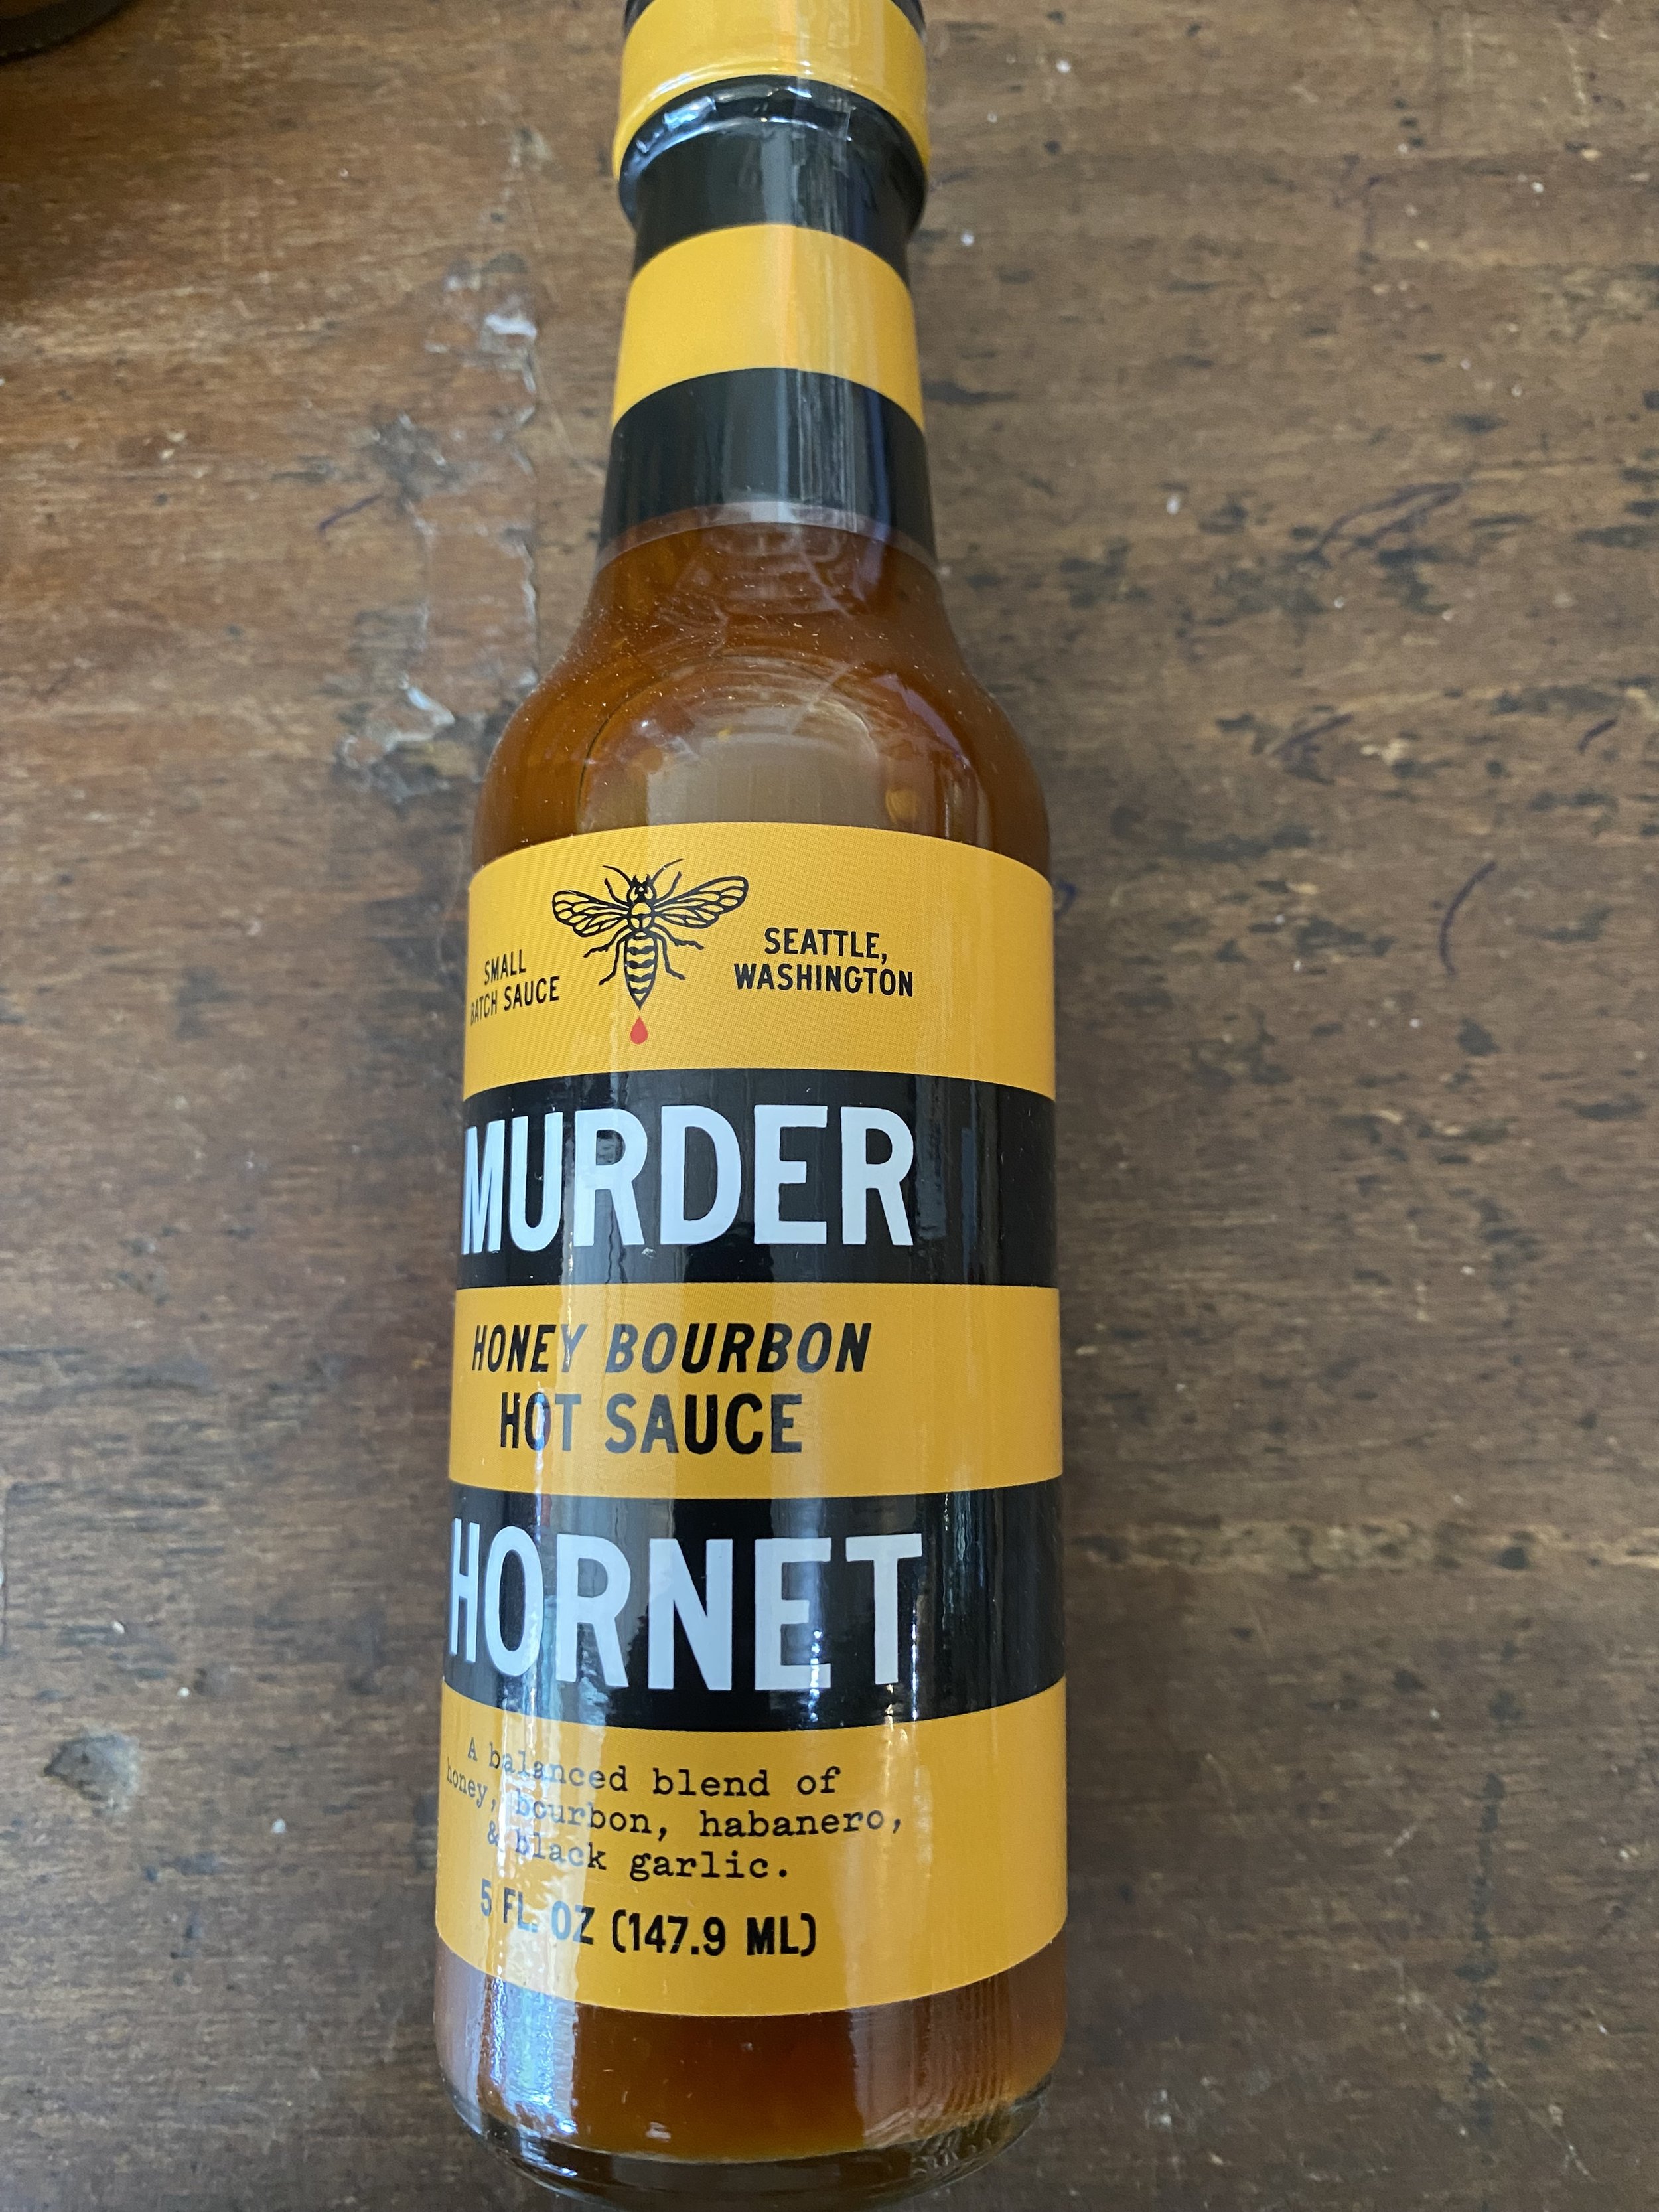 SMALL
BATCH SAUCE
SEATTLE,
WASHINGTON
MURDER
HONEY BOURBON
HOT SAUCE
HORNET
A balanced blend of
honey, bourbon, habanero,
& black garlic.
5 FL. OZ (147.9 ML)